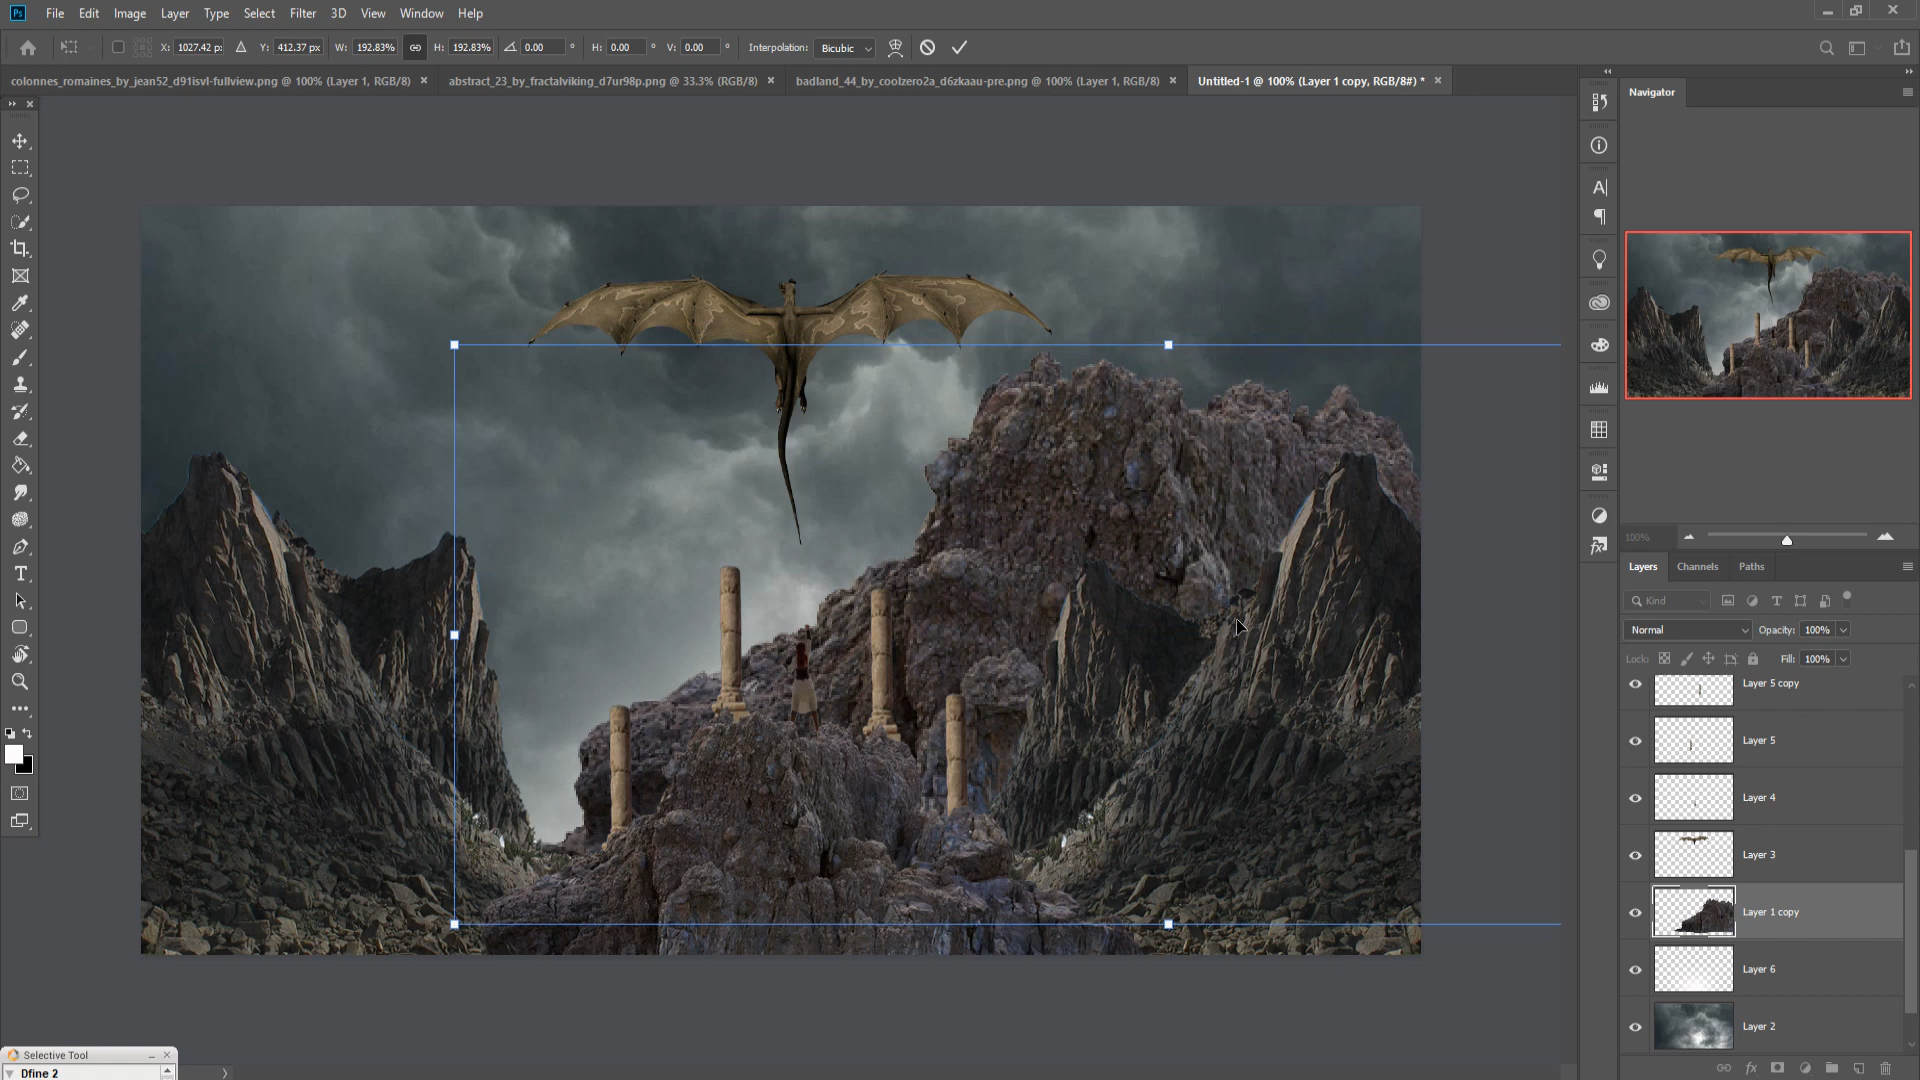 Ps File Edit Image Layer Type Select Filter 3D View Window Help
X: 1027.42 px Y: 412.37 px W: 192.83% H: 192.83% 0.00 ° H: 0.00 ° V: 0.00 ° Interpolation: Bicubic
colonnes_romaines_by_jean52_d91isvl-fullview.png @ 100% (Layer 1, RGB/8) abstract_23_by_fractalviking_d7ur98p.png @ 33.3% (RGB/8) badland_44_by_coolzero2a_d6zkaau-pre.png @ 100% (Layer 1, RGB/8) Untitled-1 @ 100% (Layer 1 copy, RGB/8#) *
Navigator
100%
Layers Channels Paths
Kind
Normal Opacity: 100%
Lock: Fill: 100%
Layer 5 copy
Layer 5
Layer 4
Layer 3
Layer 1 copy
Layer 6
Layer 2
fx
Selective Tool
Dfine 2